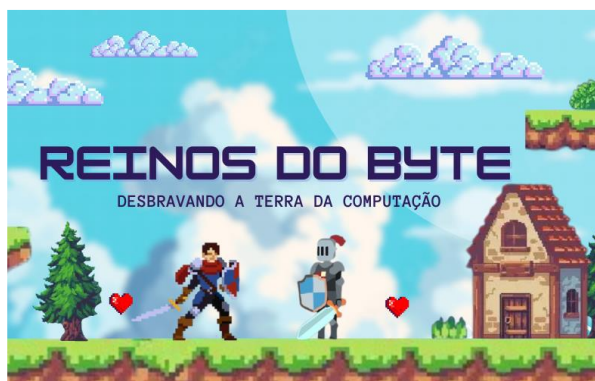 REINOS DO BYTE
DESBRAVANDO A TERRA DA COMPUTAÇÃO